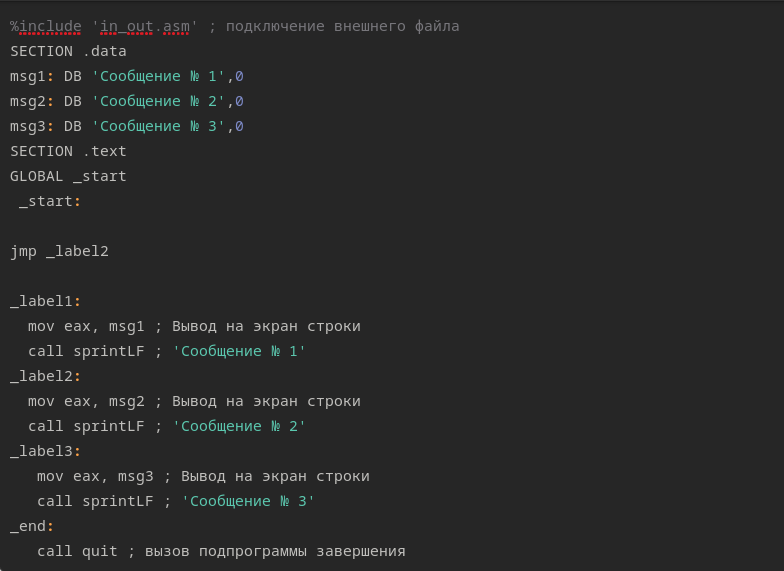 %include 'in_out.asm' ; подключение внешнего файла
SECTION .data
msg1: DB 'Сообщение № 1',0
msg2: DB 'Сообщение № 2',0
msg3: DB 'Сообщение № 3',0
SECTION .text
GLOBAL _start
_start:
jmp _label2
_label1:
mov eax, msg1 ; Вывод на экран строки
call sprintLF ; 'Сообщение № 1'
_label2:
mov eax, msg2 ; Вывод на экран строки
call sprintLF ; 'Сообщение № 2'
_label3:
mov eax, msg3 ; Вывод на экран строки
call sprintLF ; 'Сообщение № 3'
_end:
call quit ; вызов подпрограммы завершения